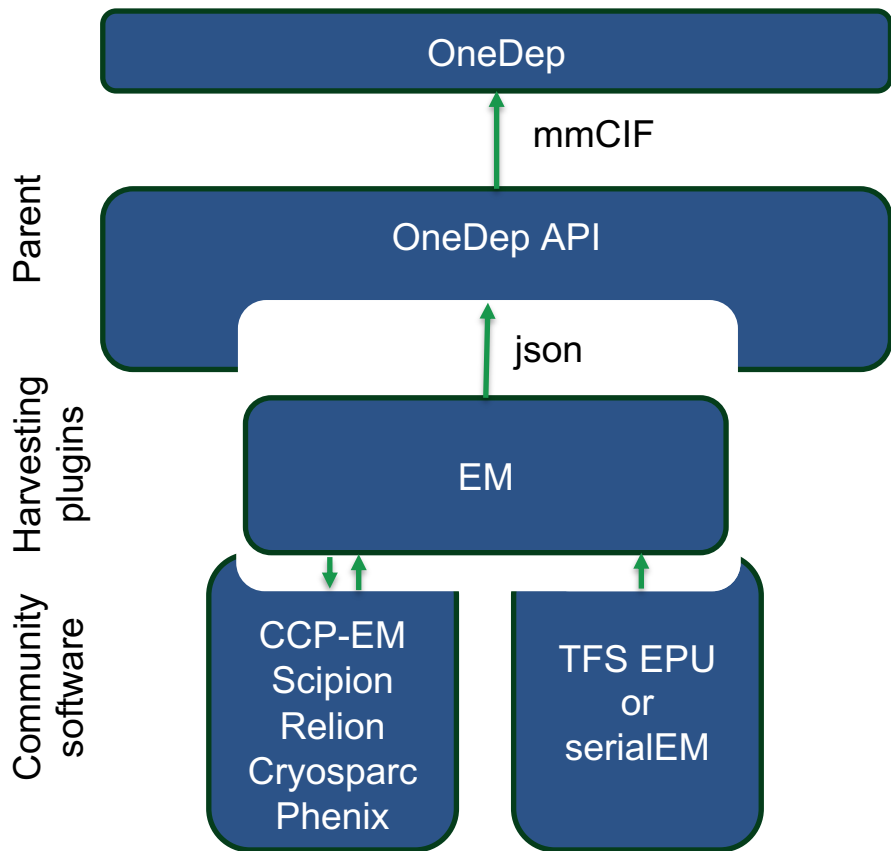 OneDep
mmCIF
Parent
OneDep API
json
Harvesting
plugins
EM
Community
software
CCP-EM
Scipion
Relion
Cryosparc
Phenix
TFS EPU
or
serialEM